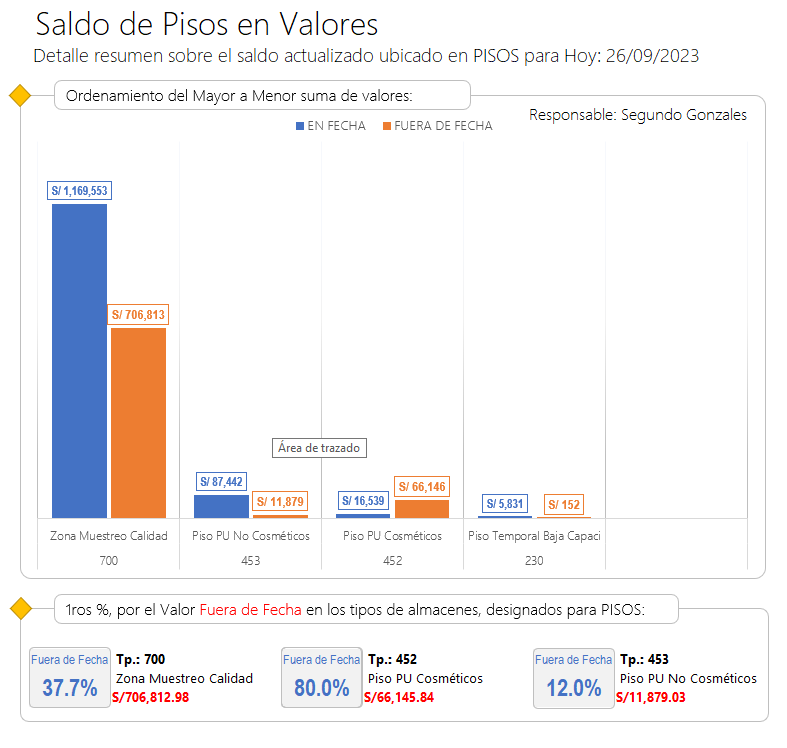 Saldo de Pisos en Valores
Detalle resumen sobre el saldo actualizado ubicado en PISOS para Hoy: 26/09/2023
Ordenamiento del Mayor a Menor suma de valores:
Responsable: Segundo Gonzales
EN FECHA FUERA DE FECHA
S/ 1,169,553
S/ 706,813
Área de trazado
S/ 87,442
S/ 11,879
S/ 16,539
S/ 66,146
S/ 5,831
S/ 152
Zona Muestreo Calidad Piso PU No Cosméticos Piso PU Cosméticos Piso Temporal Baja Capaci
700 453 452 230
1ros %, por el Valor Fuera de Fecha en los tipos de almacenes, designados para PISOS:
Fuera de Fecha
37.7%
Tp.: 700
Zona Muestreo Calidad
S/706,812.98
Fuera de Fecha
80.0%
Tp.: 452
Piso PU Cosméticos
S/66,145.84
Fuera de Fecha
12.0%
Tp.: 453
Piso PU No Cosméticos
S/11,879.03